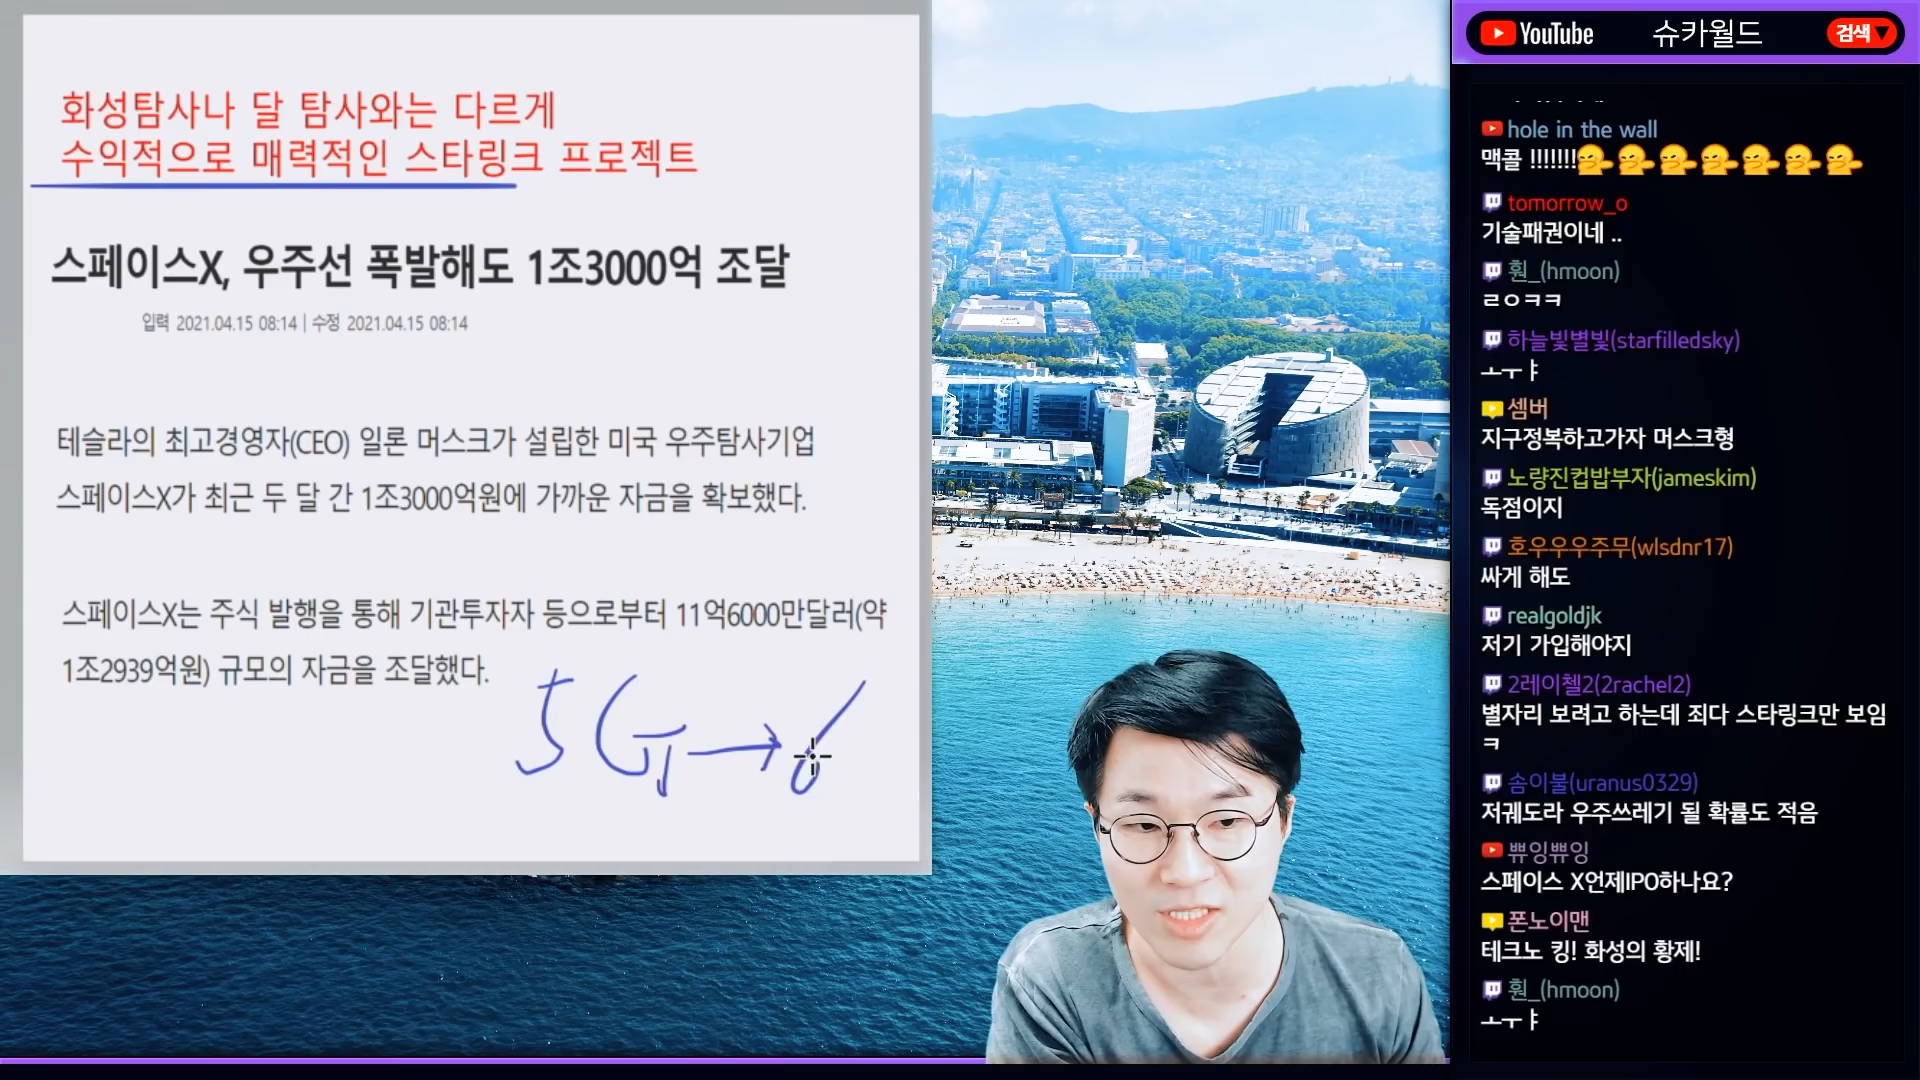 화성탐사나 달 탐사와는 다르게
수익적으로 매력적인 스타링크 프로젝트
스페이스X, 우주선 폭발해도 1조3000억 조달
입력 2021.04.15 08:14 | 수정 2021.04.15 08:14
테슬라의 최고경영자(CEO) 일론 머스크가 설립한 미국 우주탐사기업
스페이스X가 최근 두 달 간 1조3000억원에 가까운 자금을 확보했다.
스페이스X는 주식 발행을 통해 기관투자자 등으로부터 11억6000만달러(약
1조2939억원) 규모의 자금을 조달했다.
5G → 6
YouTube 슈카월드 검색▼
hole in the wall
맥콜 !!!!!!!
tomorrow_o
기술패권이네 ..
훤_(hmoon)
ㄹㅇㅋㅋ
하늘빛별빛(starfilledsky)
ㅗㅜㅑ
셈버
지구정복하고가자 머스크형
노량진컵밥부자(jameskim)
독점이지
호우우우주무(wlsdnr17)
싸게 해도
realgoldjk
저기 가입해야지
2레이첼2(2rachel2)
별자리 보려고 하는데 죄다 스타링크만 보임
ㅋ
솜이불(uranus0329)
저궤도라 우주쓰레기 될 확률도 적음
쀼잉쀼잉
스페이스 X언제IPO하나요?
폰노이맨
테크노 킹! 화성의 황제!
훤_(hmoon)
ㅗㅜㅑ